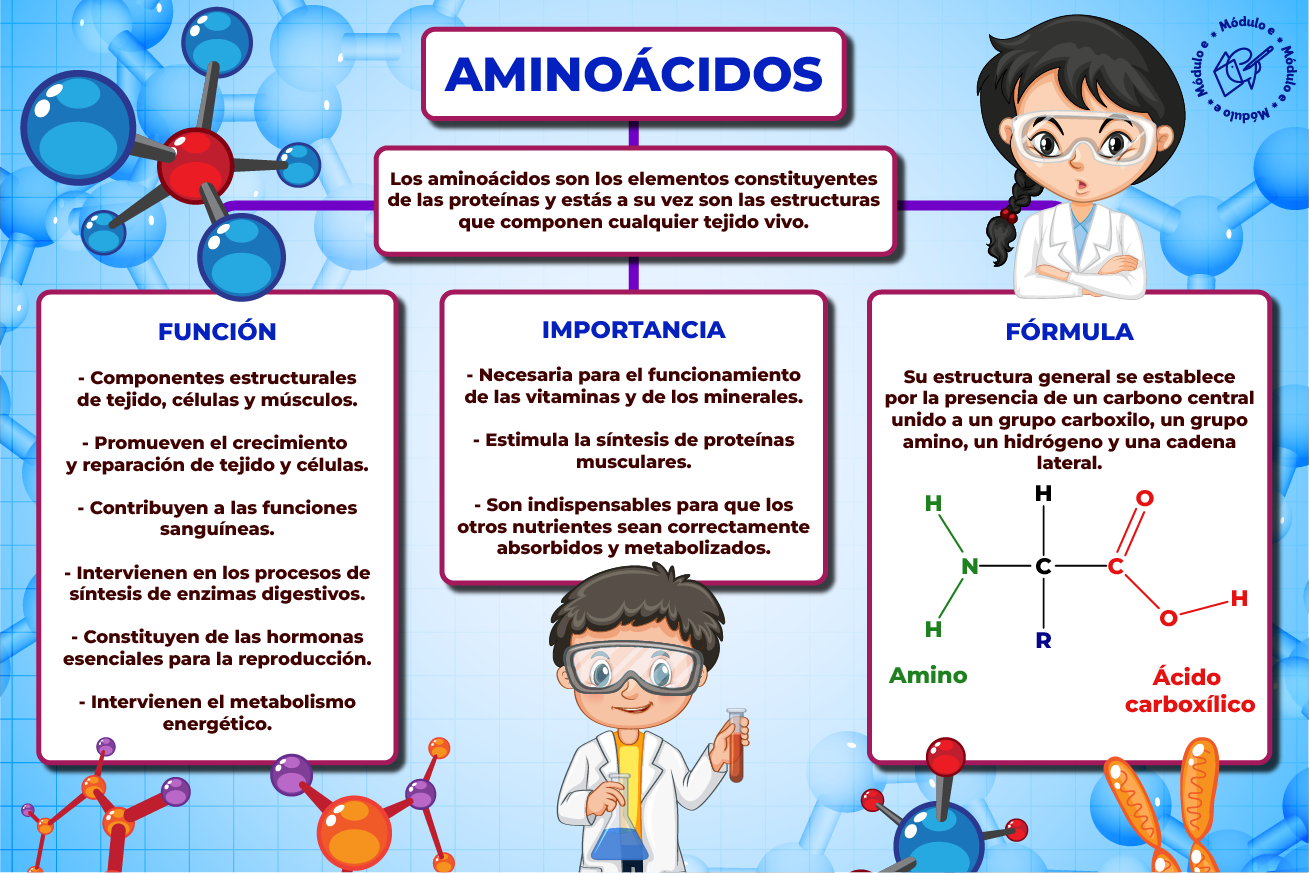 AMINOÁCIDOS
Módulo e * Módulo e * Módulo e * Módulo e *
Los aminoácidos son los elementos constituyentes
de las proteínas y estás a su vez son las estructuras
que componen cualquier tejido vivo.
FUNCIÓN
- Componentes estructurales
de tejido, células y músculos.
- Promueven el crecimiento
y reparación de tejido y células.
- Contribuyen a las funciones
sanguíneas.
- Intervienen en los procesos de
síntesis de enzimas digestivos.
- Constituyen de las hormonas
esenciales para la reproducción.
- Intervienen el metabolismo
energético.
IMPORTANCIA
- Necesaria para el funcionamiento
de las vitaminas y de los minerales.
- Estimula la síntesis de proteínas
musculares.
- Son indispensables para que los
otros nutrientes sean correctamente
absorbidos y metabolizados.
FÓRMULA
Su estructura general se establece
por la presencia de un carbono central
unido a un grupo carboxilo, un grupo
amino, un hidrógeno y una cadena
lateral.
H H O
N C C
H R O H
Amino
Ácido
carboxílico